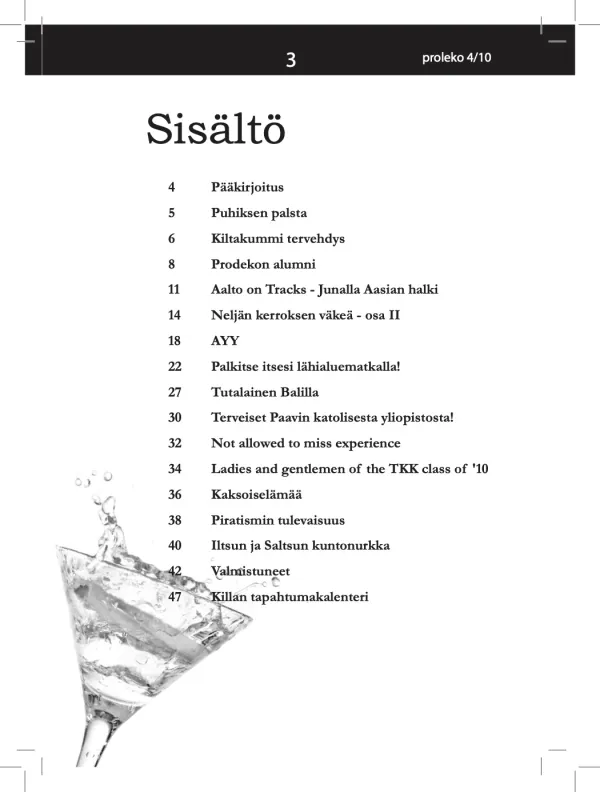 3 proleko 4/10
Sisältö
4 Pääkirjoitus
5 Puhiksen palsta
6 Kiltakummi tervehdys
8 Prodekon alumni
11 Aalto on Tracks - Junalla Aasian halki
14 Neljän kerroksen väkeä - osa II
18 AYY
22 Palkitse itsesi lähialuematkalla!
27 Tutalainen Balilla
30 Terveiset Paavin katolisesta yliopistosta!
32 Not allowed to miss experience
34 Ladies and gentlemen of the TKK class of '10
36 Kaksoiselämää
38 Piratismin tulevaisuus
40 Iltsun ja Saltsun kuntonurkka
42 Valmistuneet
47 Killan tapahtumakalenteri